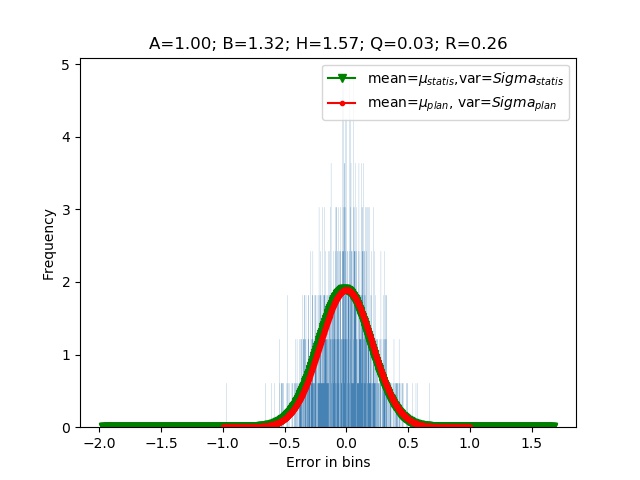 A=1.00; B=1.32; H=1.57; Q=0.03; R=0.26
5
mean=μstatis,var=Sigmastatis
mean=μplan, var=Sigmaplan
4
3
2
1
0
Frequency
−2.0 −1.5 −1.0 −0.5 0.0 0.5 1.0 1.5
Error in bins